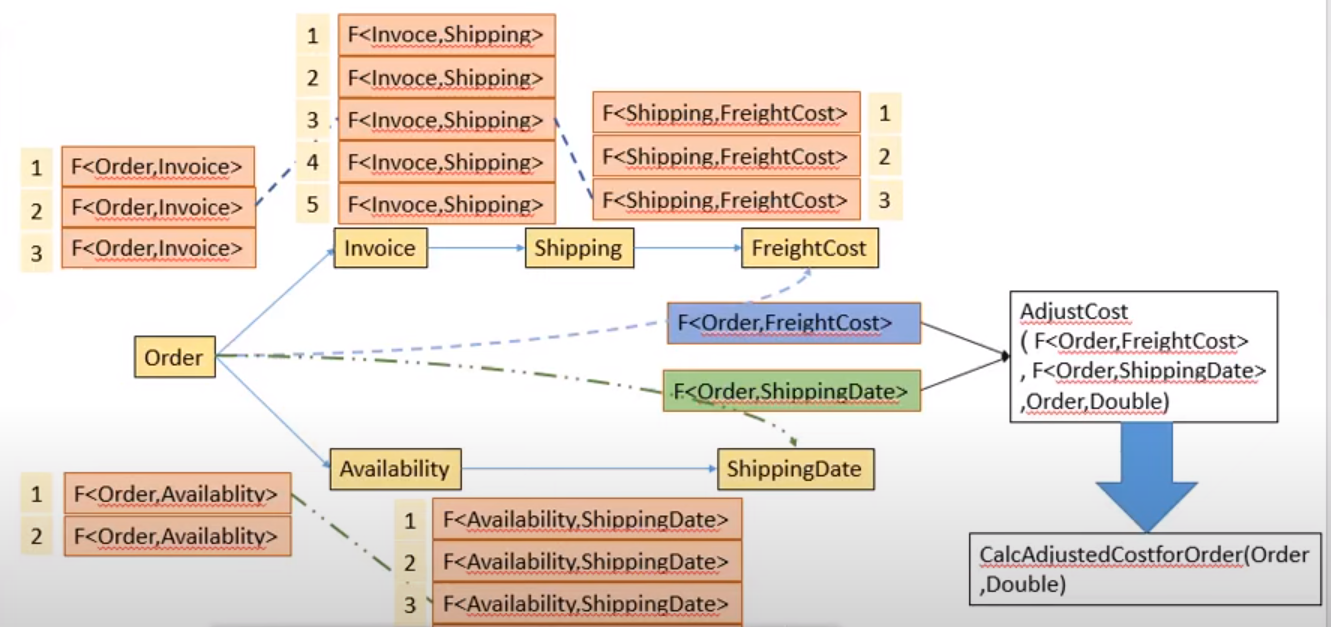 1
F<Invoce,Shipping>
2
F<Invoce,Shipping>
3
F<Invoce,Shipping>
4
F<Invoce,Shipping>
5
F<Invoce,Shipping>
F<Shipping,FreightCost>
1
F<Shipping,FreightCost>
2
F<Shipping,FreightCost>
3
1
F<Order,Invoice>
2
F<Order,Invoice>
3
F<Order,Invoice>
Invoice
Shipping
FreightCost
Order
F<Order,FreightCost>
F<Order,ShippingDate>
AdjustCost
( F<Order,FreightCost>
, F<Order,ShippingDate>
,Order,Double)
Availability
ShippingDate
1
F<Order,Availablity>
2
F<Order,Availablity>
1
F<Availability,ShippingDate>
2
F<Availability,ShippingDate>
3
F<Availability,ShippingDate>
CalcAdjustedCostforOrder(Order
,Double)